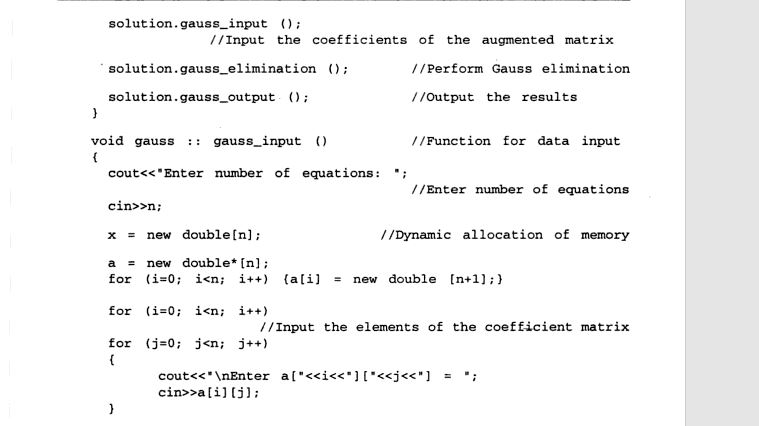 solution.gauss_input ();
//Input the coefficients of the augmented matrix
solution.gauss_elimination (); //Perform Gauss elimination
solution.gauss_output (); //Output the results
}
void gauss :: gauss_input () //Function for data input
{
cout<<"Enter number of equations: ";
//Enter number of equations
cin>>n;
x = new double[n]; //Dynamic allocation of memory
a = new double*[n];
for (i=0; i<n; i++) {a[i] = new double [n+1];}
for (i=0; i<n; i++)
//Input the elements of the coefficient matrix
for (j=0; j<n; j++)
{
cout<<"\nEnter a["<<i<<"]["<<j<<"] = ";
cin>>a[i][j];
}